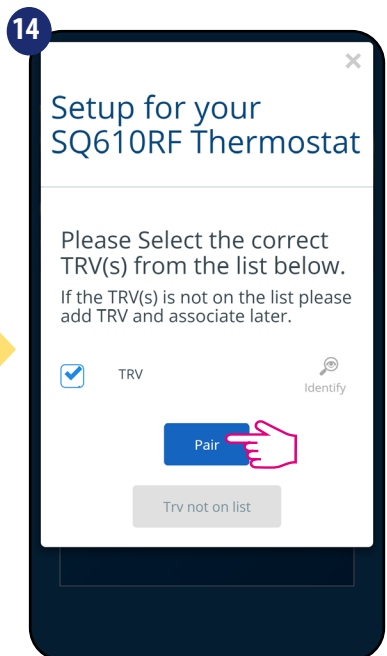 14
×
Setup for your
SQ610RF Thermostat
Please Select the correct
TRV(s) from the list below.
If the TRV(s) is not on the list please
add TRV and associate later.
TRV
Identify
Pair
Trv not on list